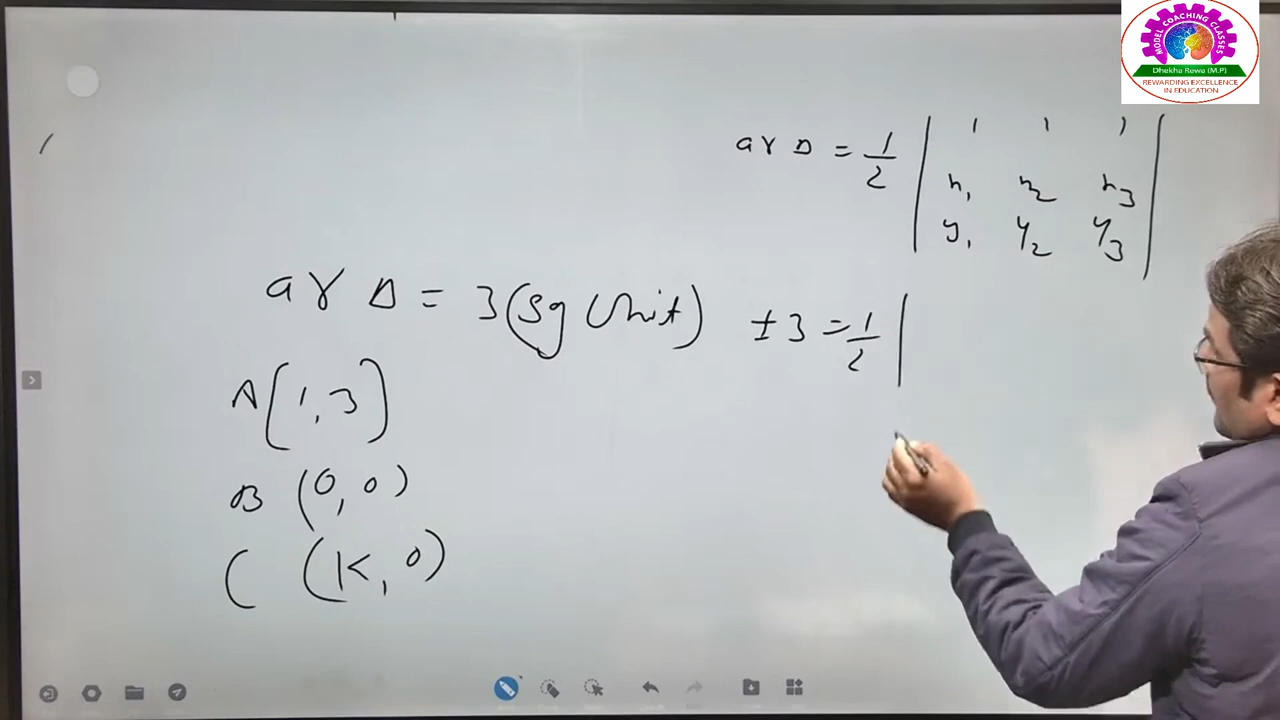 MODEL COACHING CLASSES
Dhekha Rewa (M.P)
REWARDING EXCELLENCE
IN EDUCATION
ar Δ = 1/2 | 1 1 1
x₁ x₂ x₃
y₁ y₂ y₃ |
ar Δ = 3 (Sq Unit) ±3 = 1/2 |
A [1, 3]
B (0, 0)
C (K, 0)